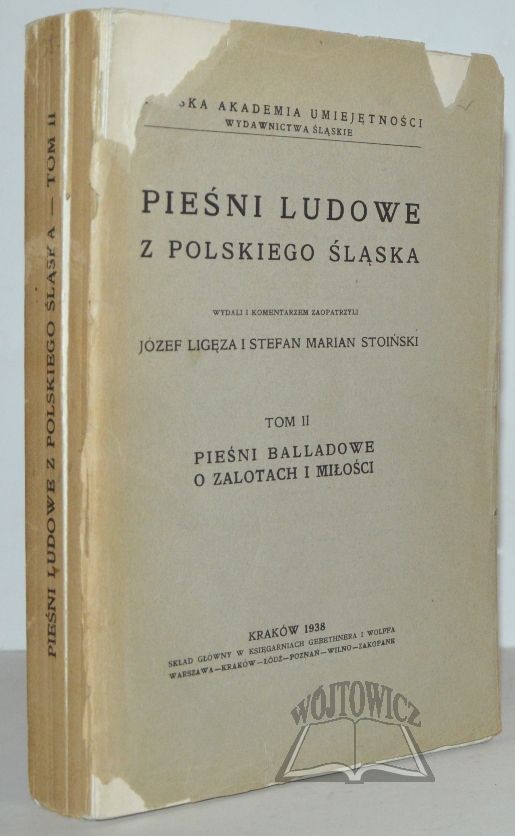 PIEŚNI LUDOWE Z POLSKIEGO ŚLĄSKA — TOM II
SKA AKADEMIA UMIEJĘTNOŚCI
WYDAWNICTWA ŚLĄSKIE
PIEŚNI LUDOWE
Z POLSKIEGO ŚLĄSKA
WYDALI I KOMENTARZEM ZAOPATRZYLI
JÓZEF LIGĘZA I STEFAN MARIAN STOIŃSKI
TOM II
PIEŚNI BALLADOWE
O ZALOTACH I MIŁOŚCI
KRAKÓW 1938
SKŁAD GŁÓWNY W KSIĘGARNIACH GEBETHNERA I WOLFFA
WARSZAWA—KRAKÓW—ŁÓDŹ—POZNAŃ—WILNO—ZAKOPANE
WÓJTOWICZ